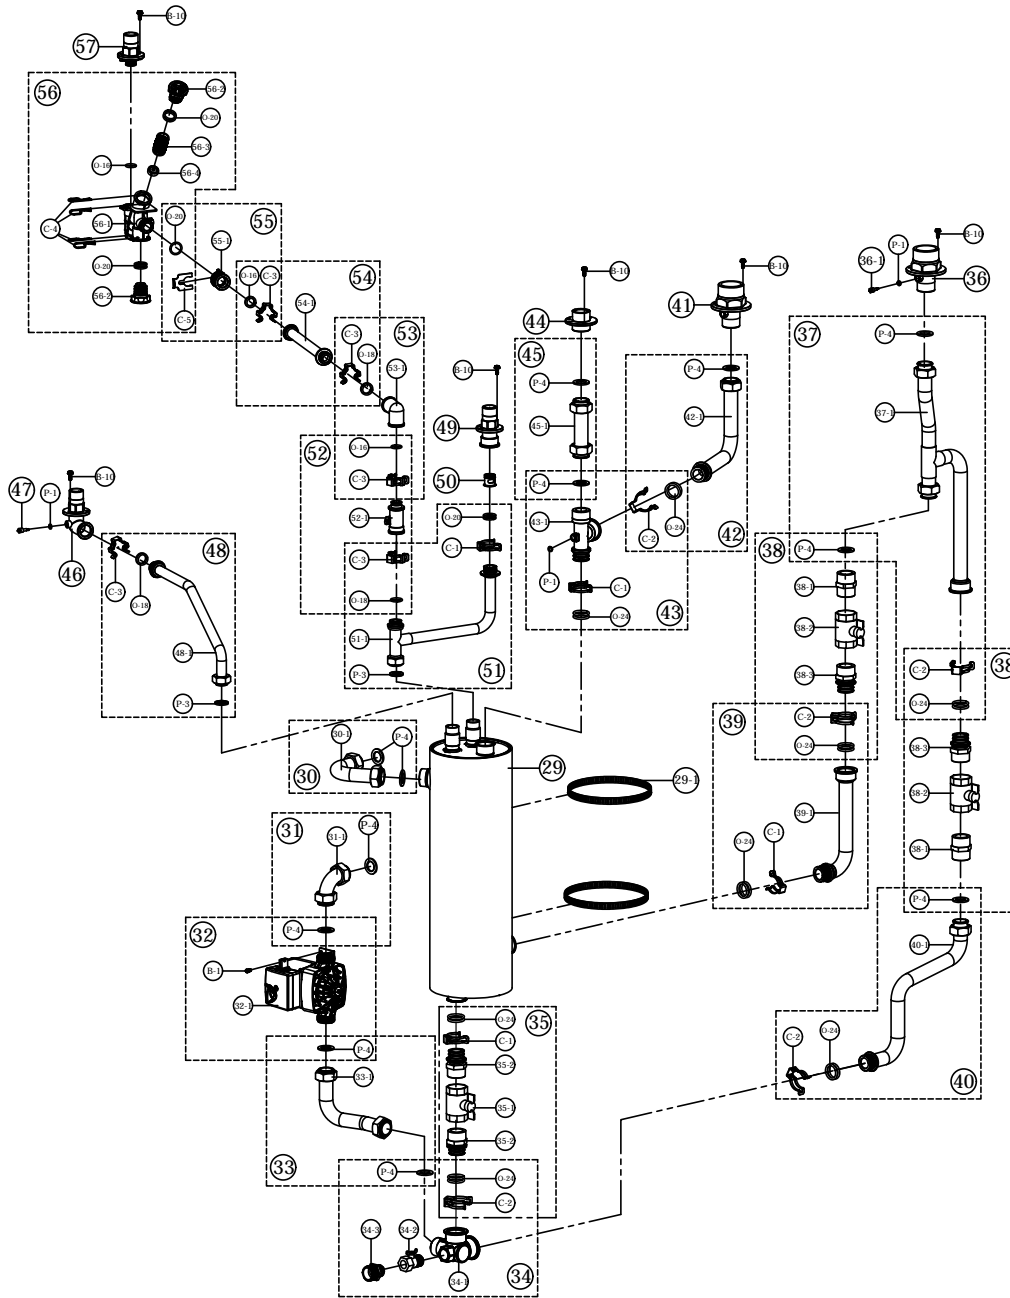 B-10
57
56
56-2
O-20
56-3
O-16
56-4
C-4
56-1
O-20
55
55-1
O-20
56-2
C-5
O-16
C-3
54
54-1
C-3
53
O-18
53-1
B-10
49
52
O-16
50
C-3
O-20
52-1
C-1
C-3
O-18
51-1
51
P-3
47
P-1
B-10
46
48
C-3
O-18
48-1
P-3
B-10
44
45
P-4
45-1
P-4
43-1
P-1
C-1
O-24
43
B-10
41
P-4
42-1
C-2
O-24
42
B-10
P-1
36-1
36
37
P-4
37-1
38
P-4
38-1
38-2
38-3
39
C-2
O-24
39-1
O-24
C-1
38
C-2
O-24
38-3
38-2
38-1
P-4
40-1
C-2
O-24
40
30-1
P-4
30
29
29-1
31
31-1
P-4
32
P-4
B-1
32-1
P-4
33-1
33
P-4
35
O-24
C-1
35-2
35-1
35-2
O-24
C-2
34-3
34-2
34-1
34